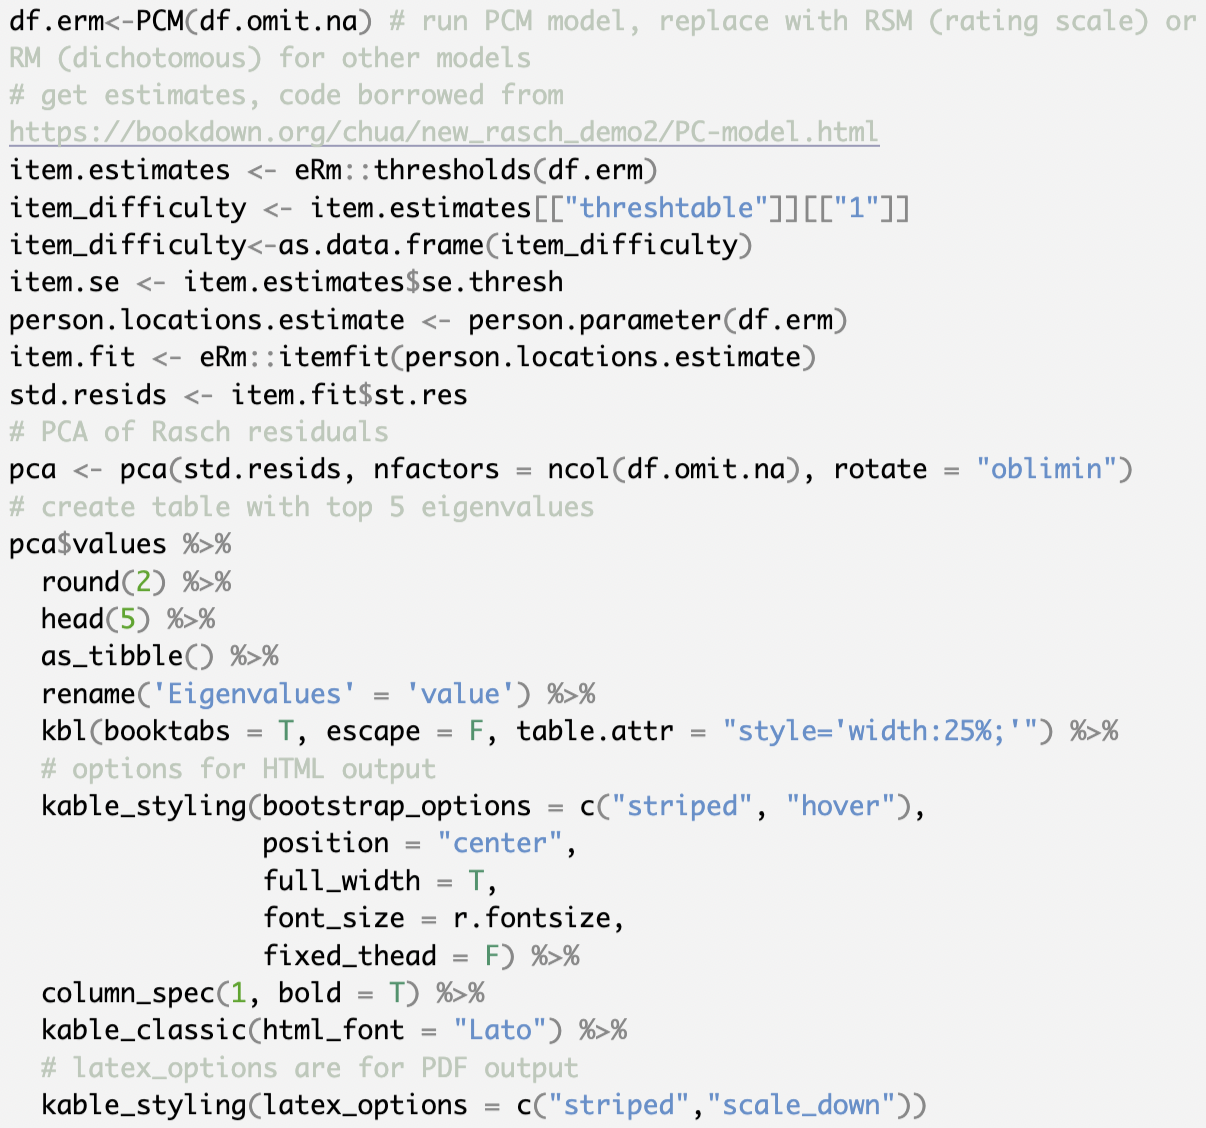 df.erm<-PCM(df.omit.na) # run PCM model, replace with RSM (rating scale) or
RM (dichotomous) for other models
# get estimates, code borrowed from
https://bookdown.org/chua/new_rasch_demo2/PC-model.html
item.estimates <- eRm::thresholds(df.erm)
item_difficulty <- item.estimates[["threshtable"]][["1"]]
item_difficulty<-as.data.frame(item_difficulty)
item.se <- item.estimates$se.thresh
person.locations.estimate <- person.parameter(df.erm)
item.fit <- eRm::itemfit(person.locations.estimate)
std.resids <- item.fit$st.res
# PCA of Rasch residuals
pca <- pca(std.resids, nfactors = ncol(df.omit.na), rotate = "oblimin")
# create table with top 5 eigenvalues
pca$values %>%
  round(2) %>%
  head(5) %>%
  as_tibble() %>%
  rename('Eigenvalues' = 'value') %>%
  kbl(booktabs = T, escape = F, table.attr = "style='width:25%;'") %>%
  # options for HTML output
  kable_styling(bootstrap_options = c("striped", "hover"),
                position = "center",
                full_width = T,
                font_size = r.fontsize,
                fixed_thead = F) %>%
  column_spec(1, bold = T) %>%
  kable_classic(html_font = "Lato") %>%
  # latex_options are for PDF output
  kable_styling(latex_options = c("striped","scale_down"))